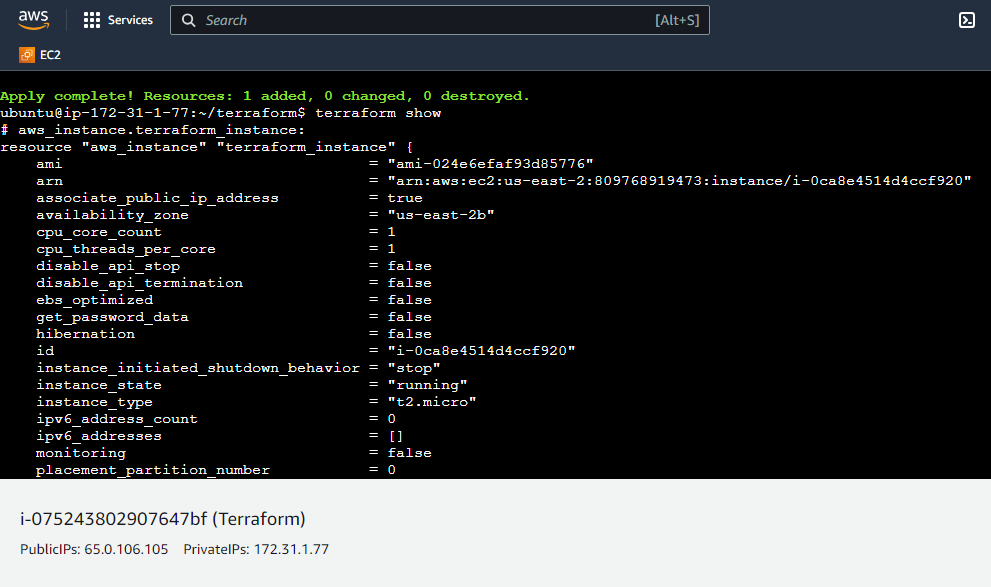 aws
Services
Search [Alt+S]
EC2
Apply complete! Resources: 1 added, 0 changed, 0 destroyed.
ubuntu@ip-172-31-1-77:~/terraform$ terraform show
# aws_instance.terraform_instance:
resource "aws_instance" "terraform_instance" {
    ami                                  = "ami-024e6efaf93d85776"
    arn                                  = "arn:aws:ec2:us-east-2:809768919473:instance/i-0ca8e4514d4ccf920"
    associate_public_ip_address          = true
    availability_zone                    = "us-east-2b"
    cpu_core_count                       = 1
    cpu_threads_per_core                 = 1
    disable_api_stop                     = false
    disable_api_termination              = false
    ebs_optimized                        = false
    get_password_data                    = false
    hibernation                          = false
    id                                   = "i-0ca8e4514d4ccf920"
    instance_initiated_shutdown_behavior = "stop"
    instance_state                       = "running"
    instance_type                        = "t2.micro"
    ipv6_address_count                   = 0
    ipv6_addresses                       = []
    monitoring                           = false
    placement_partition_number           = 0
i-075243802907647bf (Terraform)
PublicIPs: 65.0.106.105 PrivateIPs: 172.31.1.77